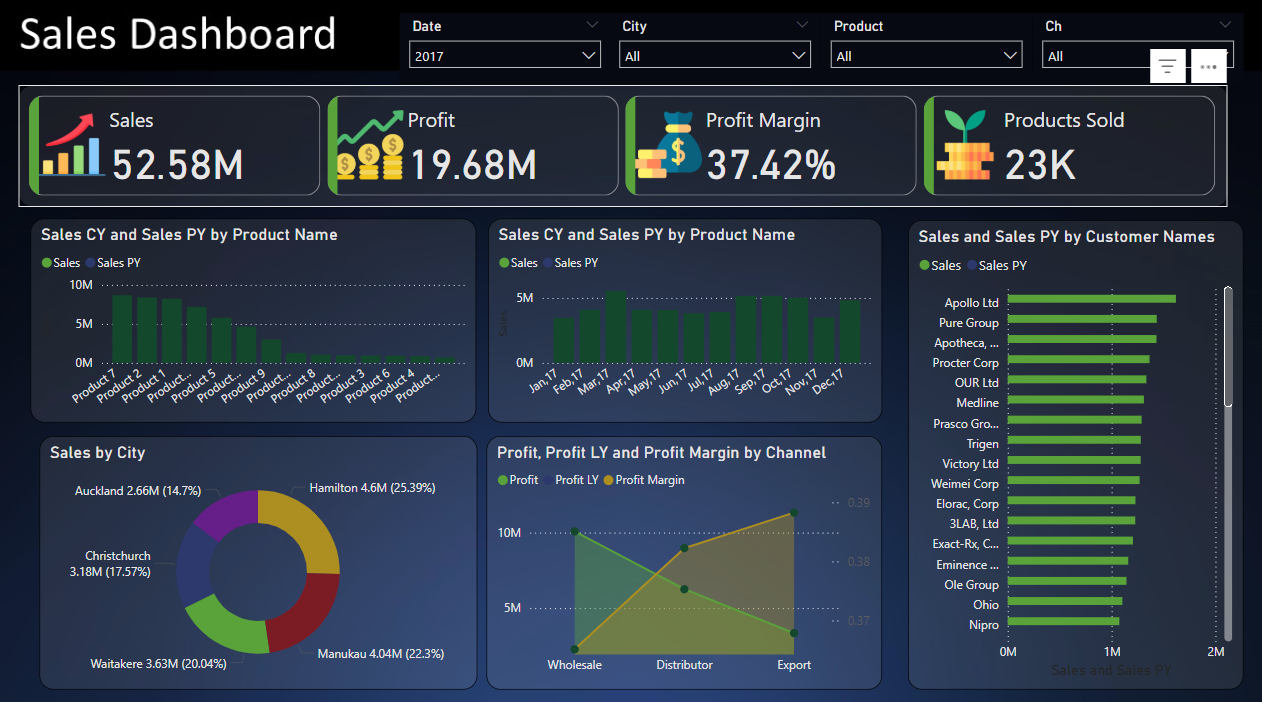 Sales Dashboard
Date
City
Product
Ch
2017
All
All
All
Sales
52.58M
Profit
19.68M
Profit Margin
37.42%
Products Sold
23K
Sales CY and Sales PY by Product Name
Sales Sales PY
10M
5M
0M
Product 7
Product 2
Product 1
Product...
Product 5
Product...
Product 9
Product...
Product 8
Product...
Product 3
Product 6
Product 4
Product...
Sales CY and Sales PY by Product Name
Sales Sales PY
Sales
5M
0M
Jan,17
Feb,17
Mar,17
Apr,17
May,17
Jun,17
Jul,17
Aug,17
Sep,17
Oct,17
Nov,17
Dec,17
Sales and Sales PY by Customer Names
Sales Sales PY
Apollo Ltd
Pure Group
Apotheca, ...
Procter Corp
OUR Ltd
Medline
Prasco Gro...
Trigen
Victory Ltd
Weimei Corp
Elorac, Corp
3LAB, Ltd
Exact-Rx, C...
Eminence ...
Ole Group
Ohio
Nipro
0M
1M
2M
Sales and Sales PY
Sales by City
Auckland 2.66M (14.7%)
Hamilton 4.6M (25.39%)
Christchurch
3.18M (17.57%)
Waitakere 3.63M (20.04%)
Manukau 4.04M (22.3%)
Profit, Profit LY and Profit Margin by Channel
Profit Profit LY Profit Margin
10M
5M
0.39
0.38
0.37
Wholesale
Distributor
Export